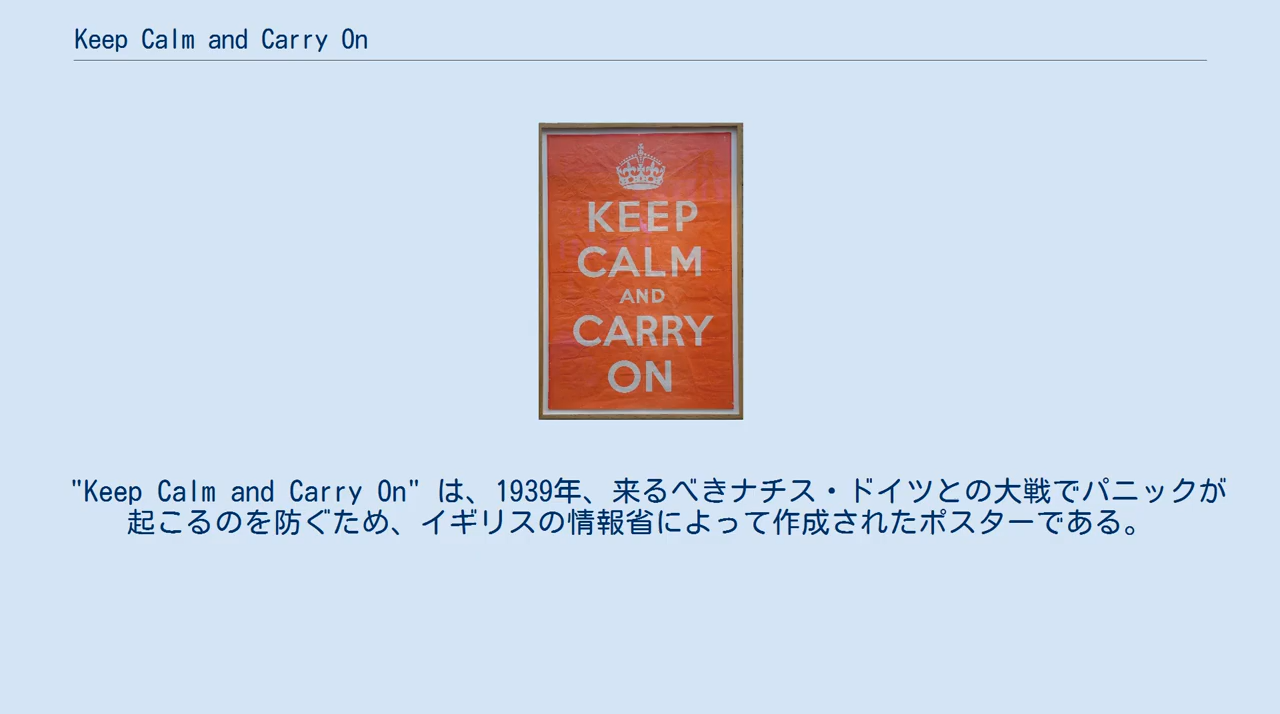 Keep Calm and Carry On
KEEP
CALM
AND
CARRY
ON
"Keep Calm and Carry On" は、1939年、来るべきナチス・ドイツとの大戦でパニックが
起こるのを防ぐため、イギリスの情報省によって作成されたポスターである。